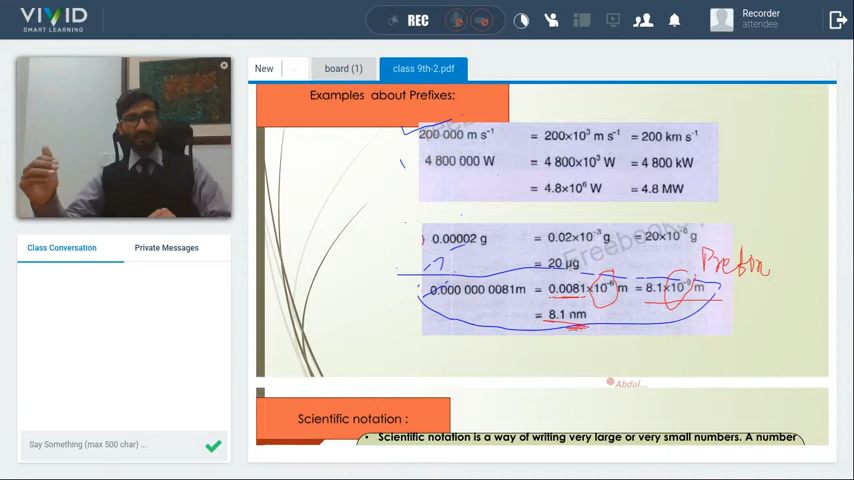 VIVID
SMART LEARNING
REC
Recorder
attendee
New
board (1)
class 9th-2.pdf
Examples about Prefixes:
200 000 m s⁻¹ = 200×10³ m s⁻¹ = 200 km s⁻¹
4 800 000 W = 4 800×10³ W = 4 800 kW
= 4.8×10⁶ W = 4.8 MW
0.00002 g = 0.02×10⁻³ g = 20×10⁻⁶ g
= 20 µg
0.000 000 0081m = 0.0081×10⁻⁶ m = 8.1×10⁻⁹ m
= 8.1 nm
Abdul...
Scientific notation :
• Scientific notation is a way of writing very large or very small numbers. A number
Class Conversation
Private Messages
Say Something (max 500 char) ...